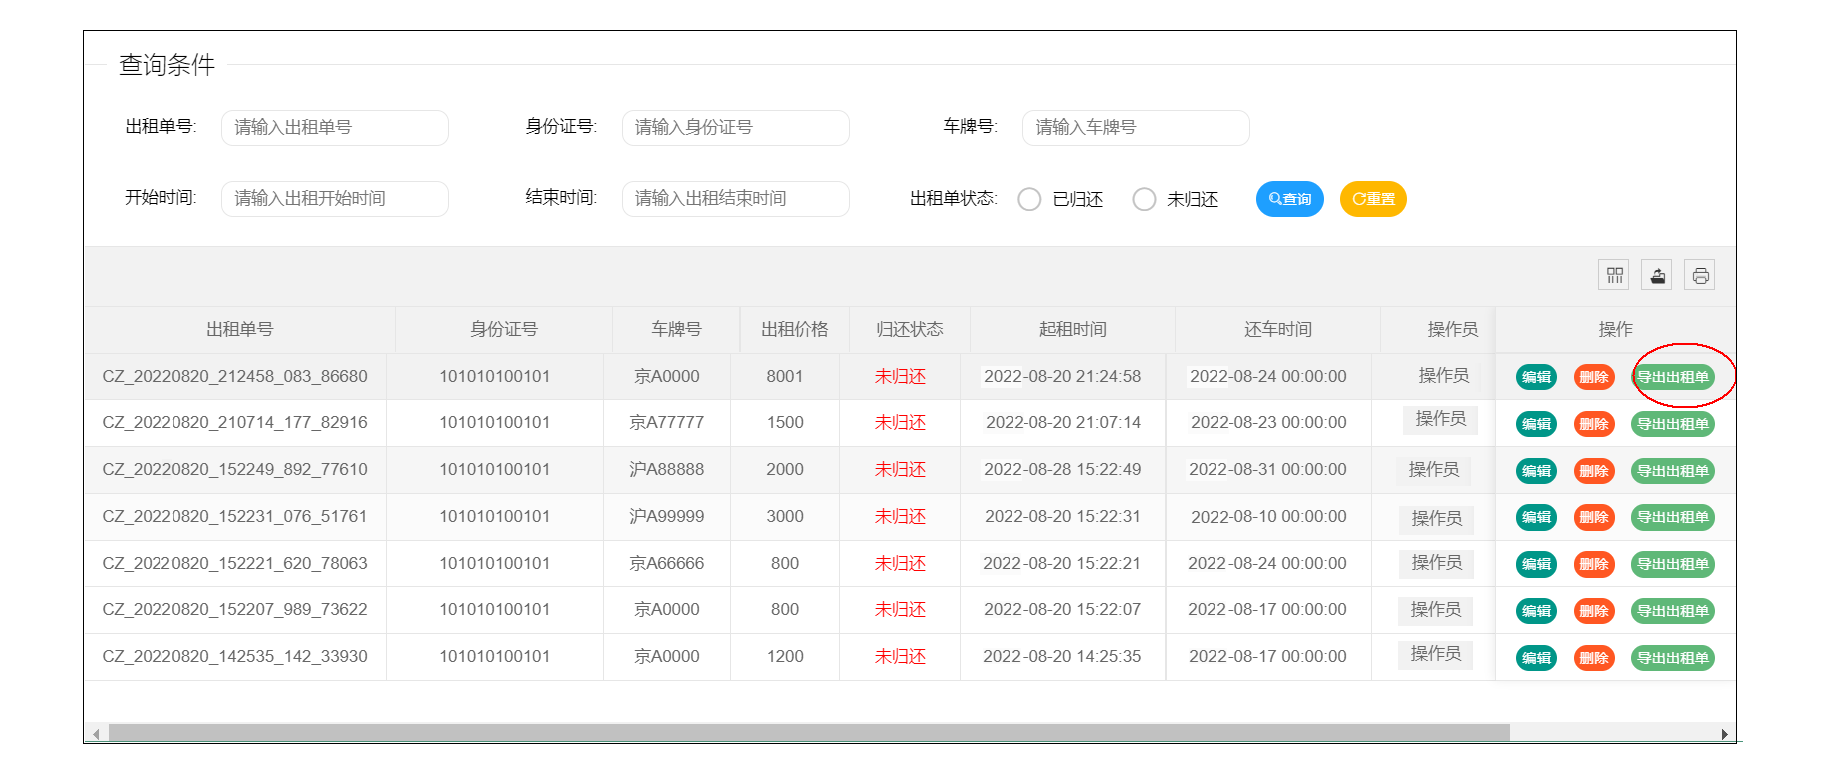 查询条件
出租单号: 请输入出租单号 身份证号: 请输入身份证号 车牌号: 请输入车牌号
开始时间: 请输入出租开始时间 结束时间: 请输入出租结束时间 出租单状态: 已归还 未归还 查询 重置
出租单号 身份证号 车牌号 出租价格 归还状态 起租时间 还车时间 操作员 操作
CZ_20220820_212458_083_86680 101010100101 京A0000 8001 未归还 2022-08-20 21:24:58 2022-08-24 00:00:00 操作员 编辑 删除 导出出租单
CZ_20220820_210714_177_82916 101010100101 京A77777 1500 未归还 2022-08-20 21:07:14 2022-08-23 00:00:00 操作员 编辑 删除 导出出租单
CZ_20220820_152249_892_77610 101010100101 沪A88888 2000 未归还 2022-08-28 15:22:49 2022-08-31 00:00:00 操作员 编辑 删除 导出出租单
CZ_20220820_152231_076_51761 101010100101 沪A99999 3000 未归还 2022-08-20 15:22:31 2022-08-10 00:00:00 操作员 编辑 删除 导出出租单
CZ_20220820_152221_620_78063 101010100101 京A66666 800 未归还 2022-08-20 15:22:21 2022-08-24 00:00:00 操作员 编辑 删除 导出出租单
CZ_20220820_152207_989_73622 101010100101 京A0000 800 未归还 2022-08-20 15:22:07 2022-08-17 00:00:00 操作员 编辑 删除 导出出租单
CZ_20220820_142535_142_33930 101010100101 京A0000 1200 未归还 2022-08-20 14:25:35 2022-08-17 00:00:00 操作员 编辑 删除 导出出租单